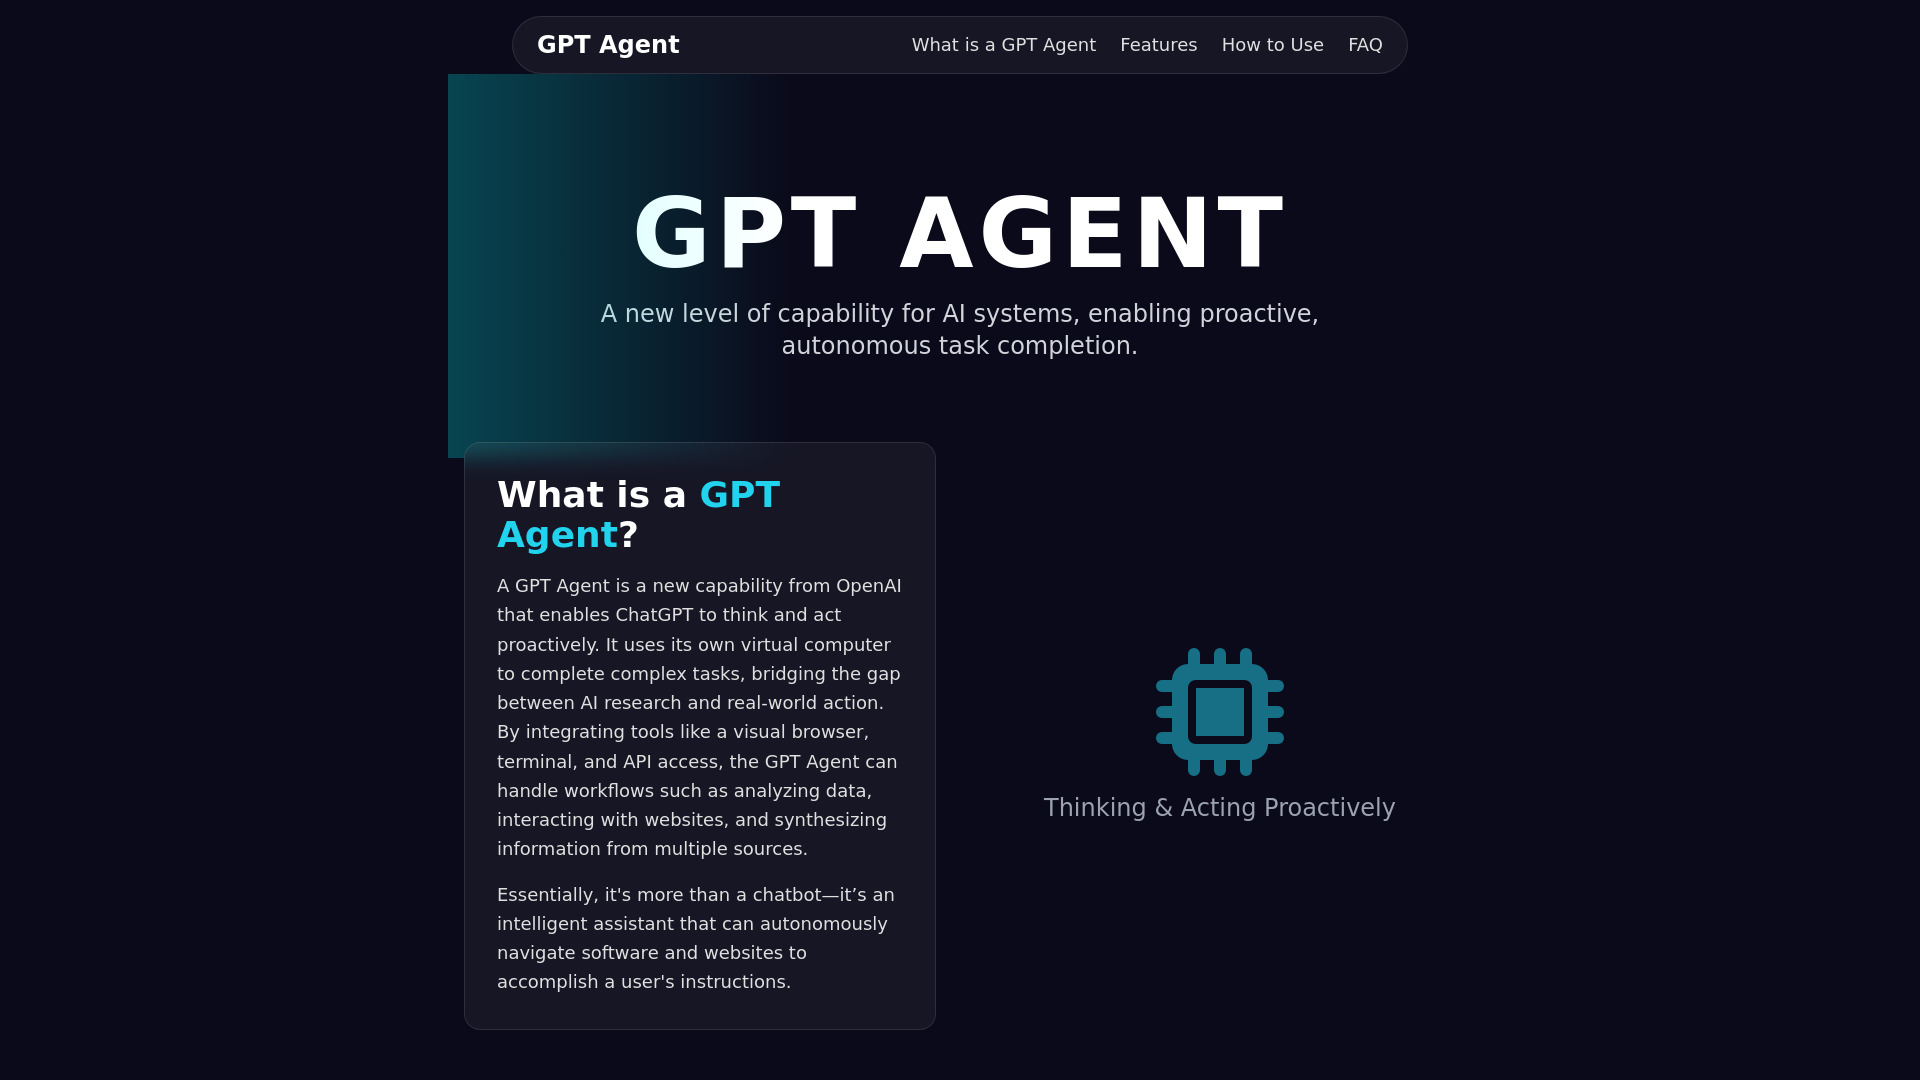 GPT Agent
What is a GPT Agent
Features
How to Use
FAQ
GPT AGENT
A new level of capability for AI systems, enabling proactive,
autonomous task completion.
What is a GPT
Agent?
A GPT Agent is a new capability from OpenAI
that enables ChatGPT to think and act
proactively. It uses its own virtual computer
to complete complex tasks, bridging the gap
between AI research and real-world action.
By integrating tools like a visual browser,
terminal, and API access, the GPT Agent can
handle workflows such as analyzing data,
interacting with websites, and synthesizing
information from multiple sources.
Essentially, it's more than a chatbot—it’s an
intelligent assistant that can autonomously
navigate software and websites to
accomplish a user's instructions.
Thinking & Acting Proactively